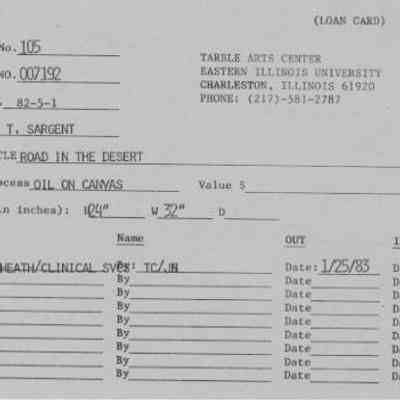 (LOAN CARD)
No. 105
NO. 007192
82-5-1
T. SARGENT
TARBLE ARTS CENTER
EASTERN ILLINOIS UNIVERSITY
CHARLESTON, ILLINOIS 61920
PHONE: (217)-581-2787
ROAD IN THE DESERT
OIL ON CANVAS Value $
in inches): H 24" W 32" D
Name OUT
HEATH/CLINICAL SVCS. By TC/JH Date: 1/25/83 D
By Date D
By Date D
By Date D
By Date D
By Date D
By Date D
By Date D
By Date D